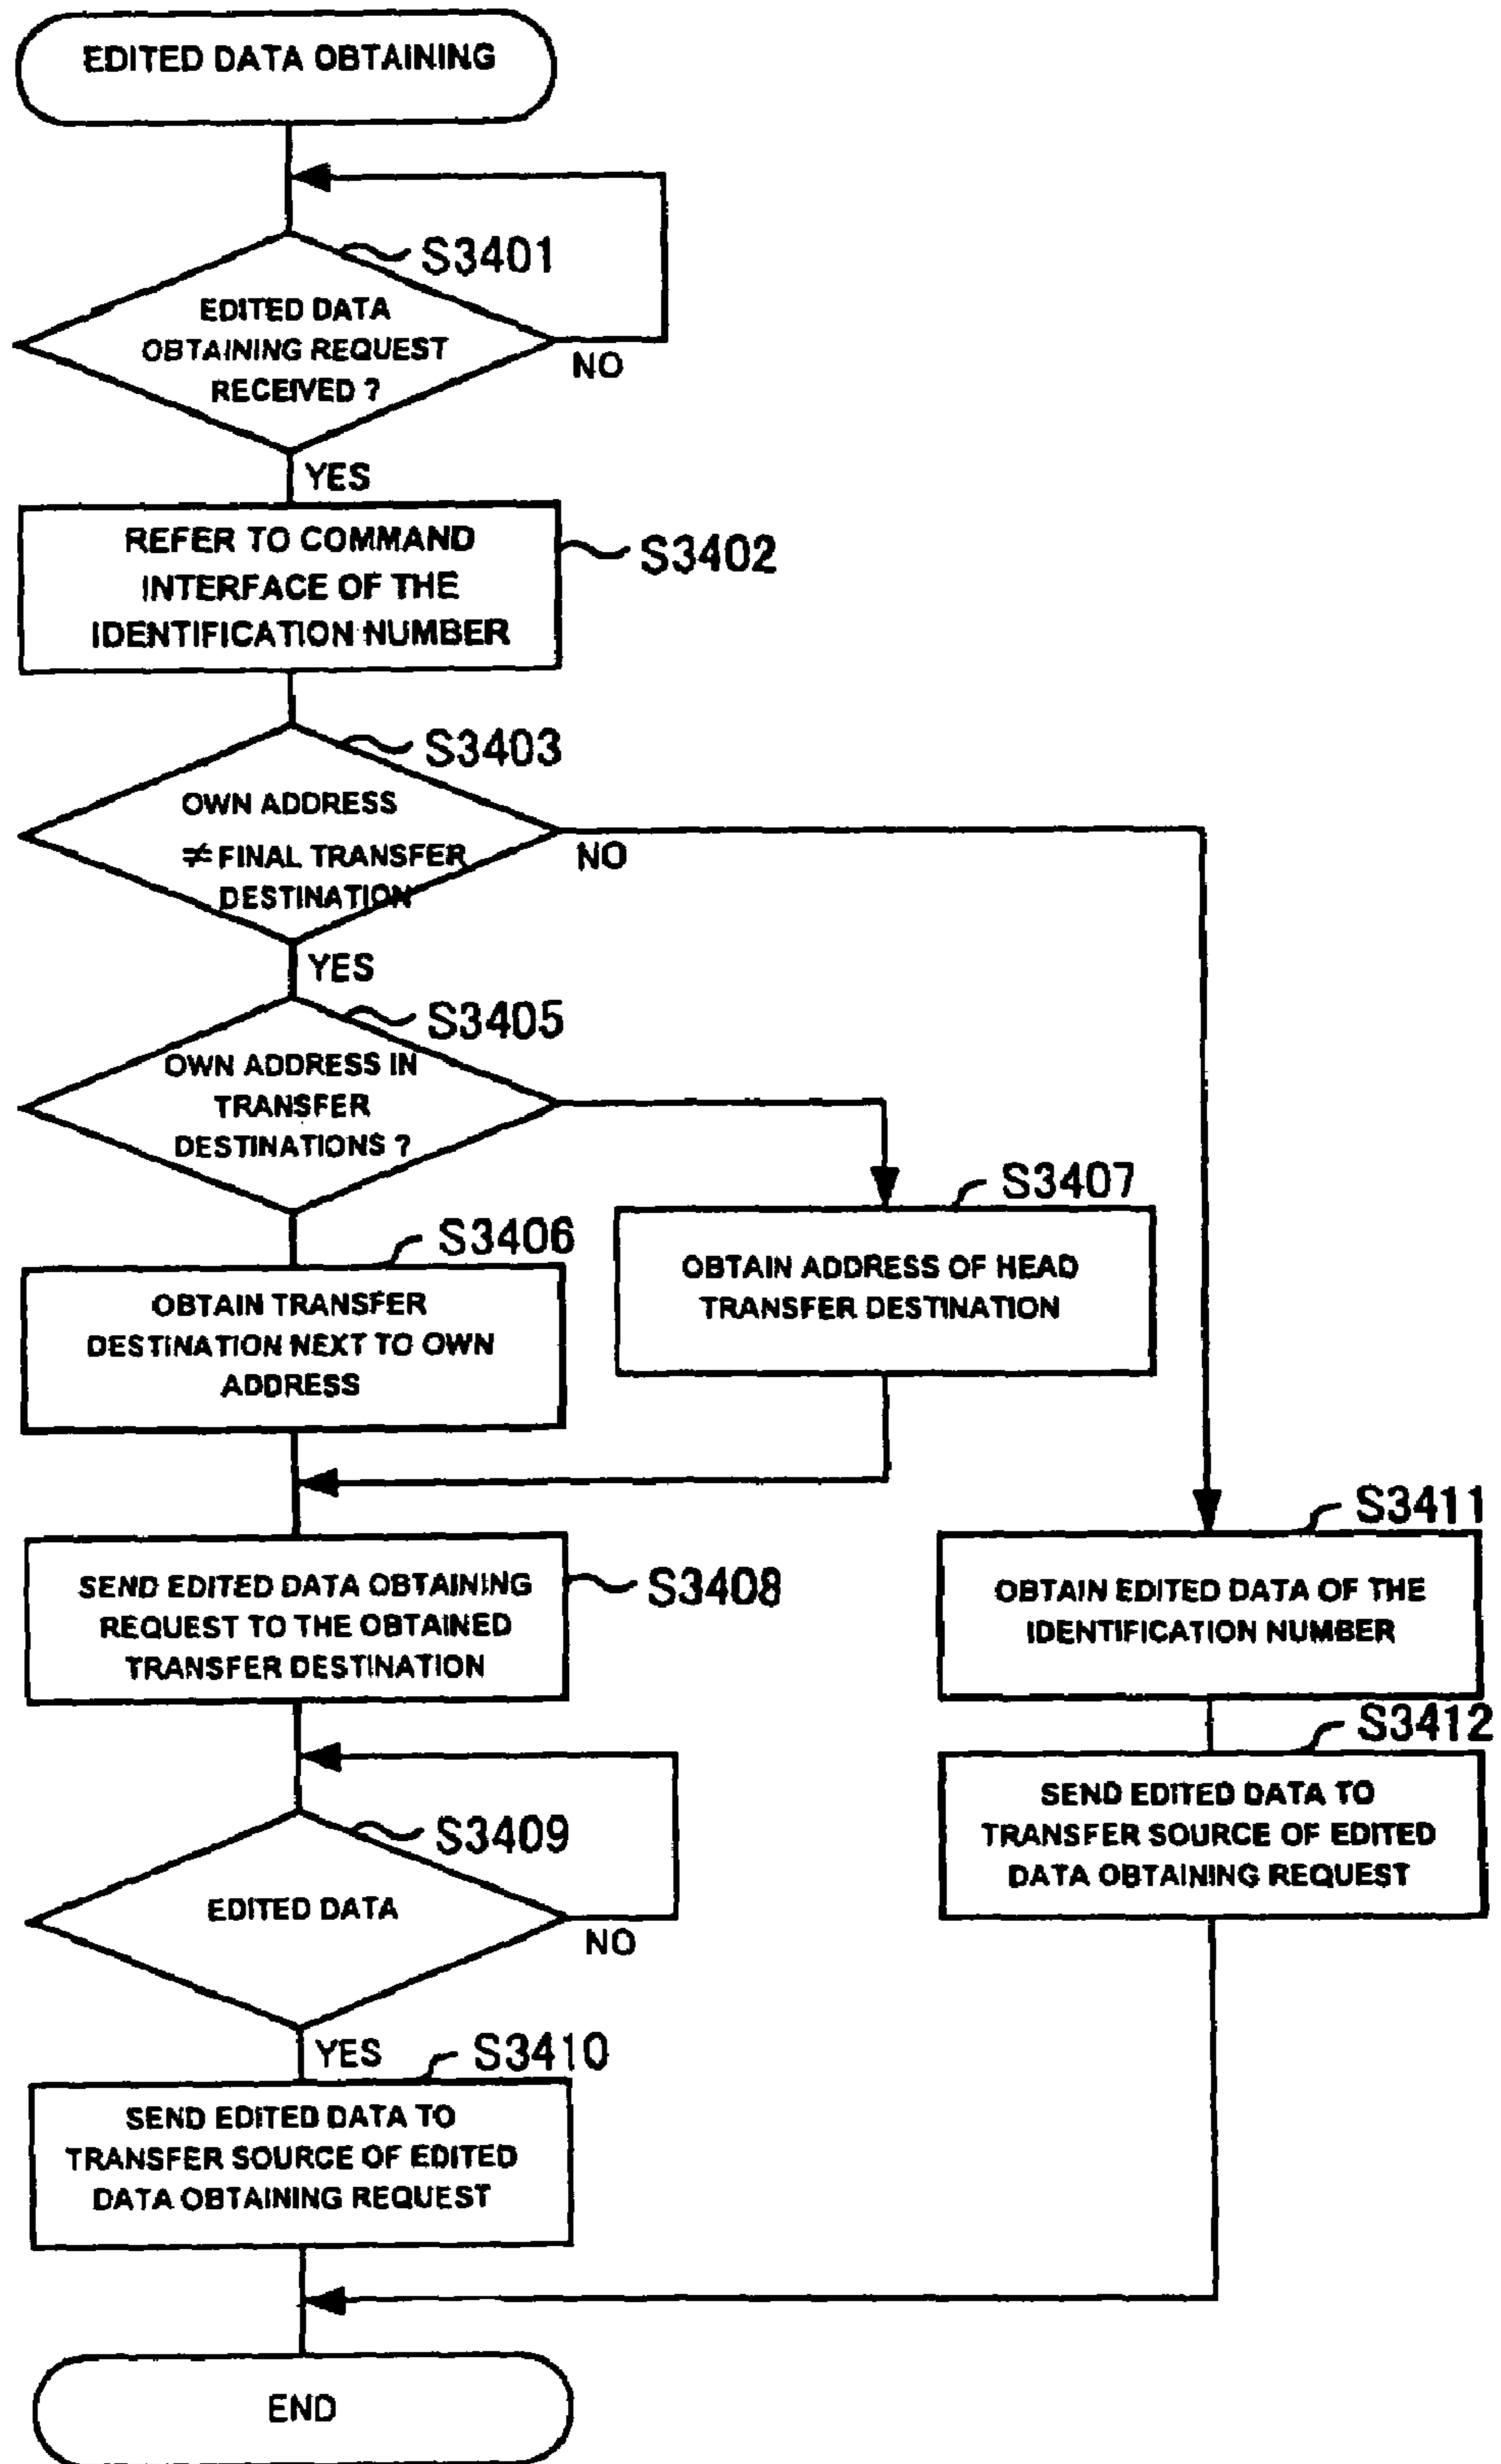 EDITED DATA OBTAINING
S3401
EDITED DATA
OBTAINING REQUEST
RECEIVED ?
NO
YES
REFER TO COMMAND
INTERFACE OF THE
IDENTIFICATION NUMBER
S3402
S3403
OWN ADDRESS
≠ FINAL TRANSFER
DESTINATION
NO
YES
S3405
OWN ADDRESS IN
TRANSFER
DESTINATIONS ?
S3406
OBTAIN TRANSFER
DESTINATION NEXT TO OWN
ADDRESS
S3407
OBTAIN ADDRESS OF HEAD
TRANSFER DESTINATION
SEND EDITED DATA OBTAINING
REQUEST TO THE OBTAINED
TRANSFER DESTINATION
S3408
S3411
OBTAIN EDITED DATA OF THE
IDENTIFICATION NUMBER
S3412
SEND EDITED DATA TO
TRANSFER SOURCE OF EDITED
DATA OBTAINING REQUEST
S3409
EDITED DATA
NO
YES
S3410
SEND EDITED DATA TO
TRANSFER SOURCE OF EDITED
DATA OBTAINING REQUEST
END